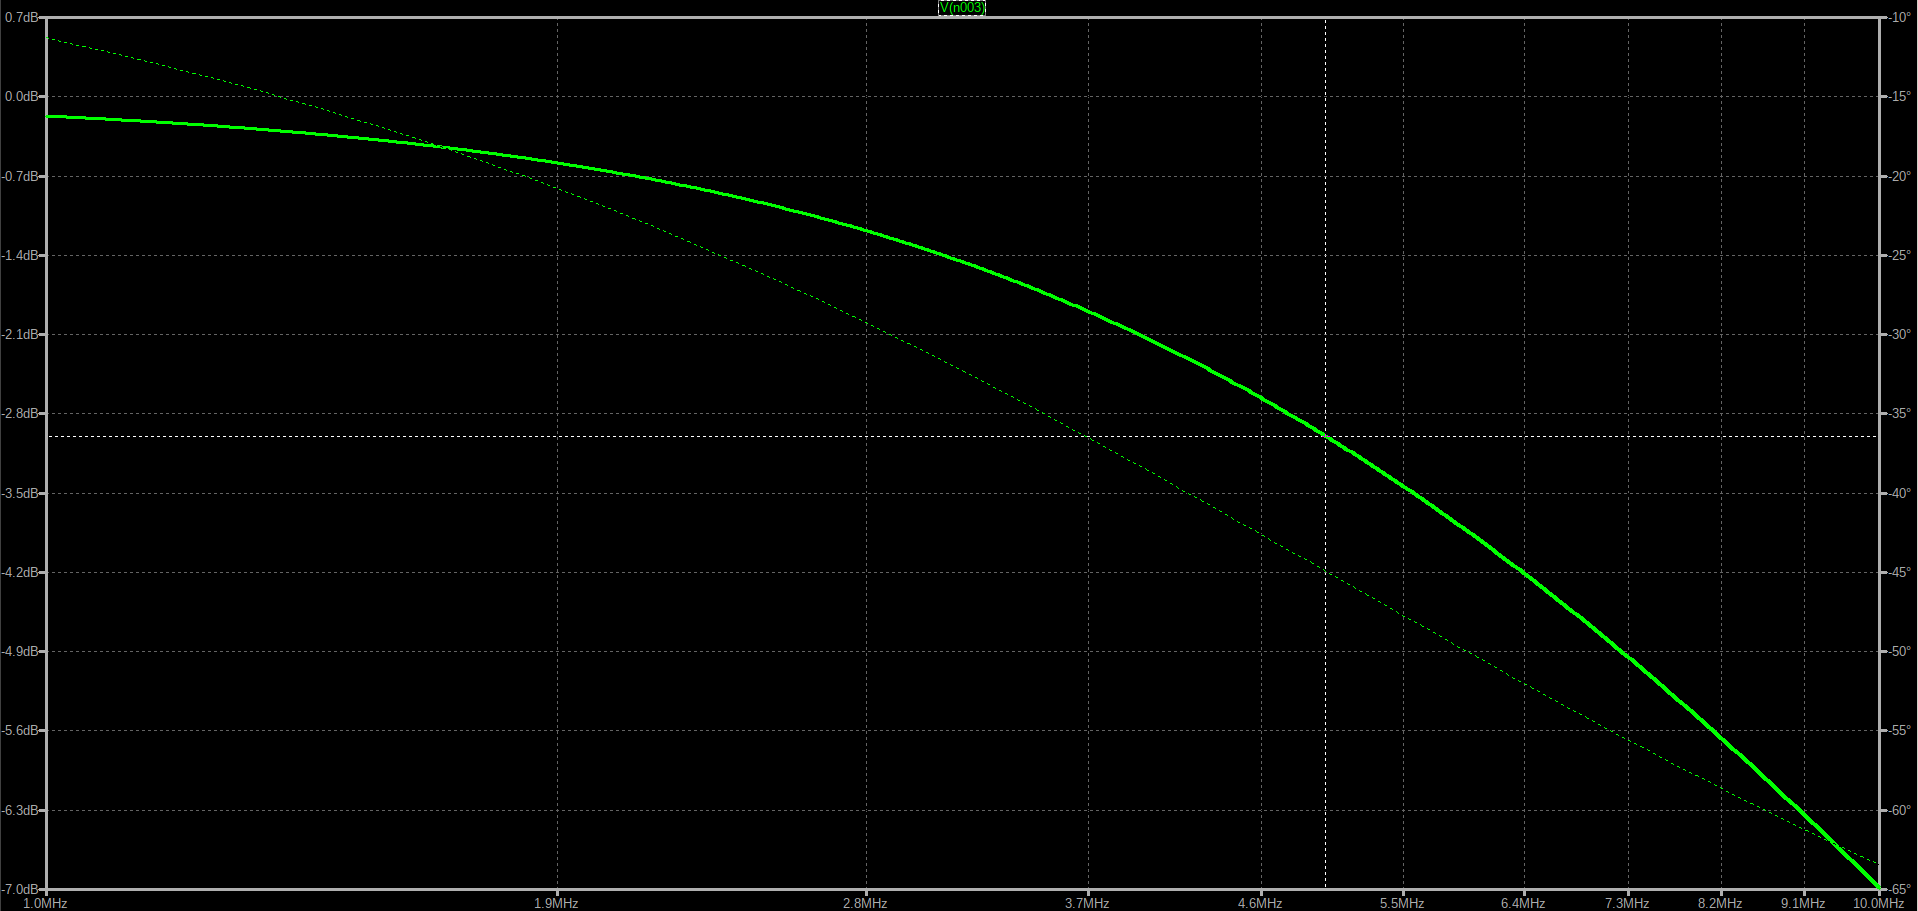 V(n003)
0.7dB -10°
0.0dB -15°
-0.7dB -20°
-1.4dB -25°
-2.1dB -30°
-2.8dB -35°
-3.5dB -40°
-4.2dB -45°
-4.9dB -50°
-5.6dB -55°
-6.3dB -60°
-7.0dB -65°
1.0MHz 1.9MHz 2.8MHz 3.7MHz 4.6MHz 5.5MHz 6.4MHz 7.3MHz 8.2MHz 9.1MHz 10.0MHz